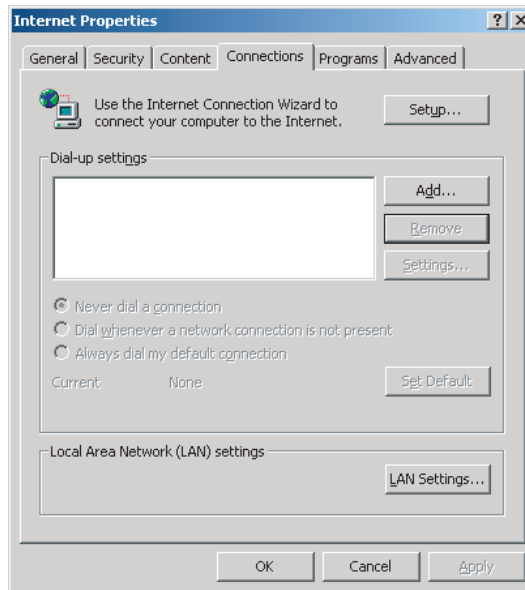 Internet Properties
General Security Content Connections Programs Advanced
Use the Internet Connection Wizard to
connect your computer to the Internet.
Setup...
Dial-up settings
Add...
Remove
Settings...
Never dial a connection
Dial whenever a network connection is not present
Always dial my default connection
Current None Set Default
Local Area Network (LAN) settings
LAN Settings...
OK Cancel Apply